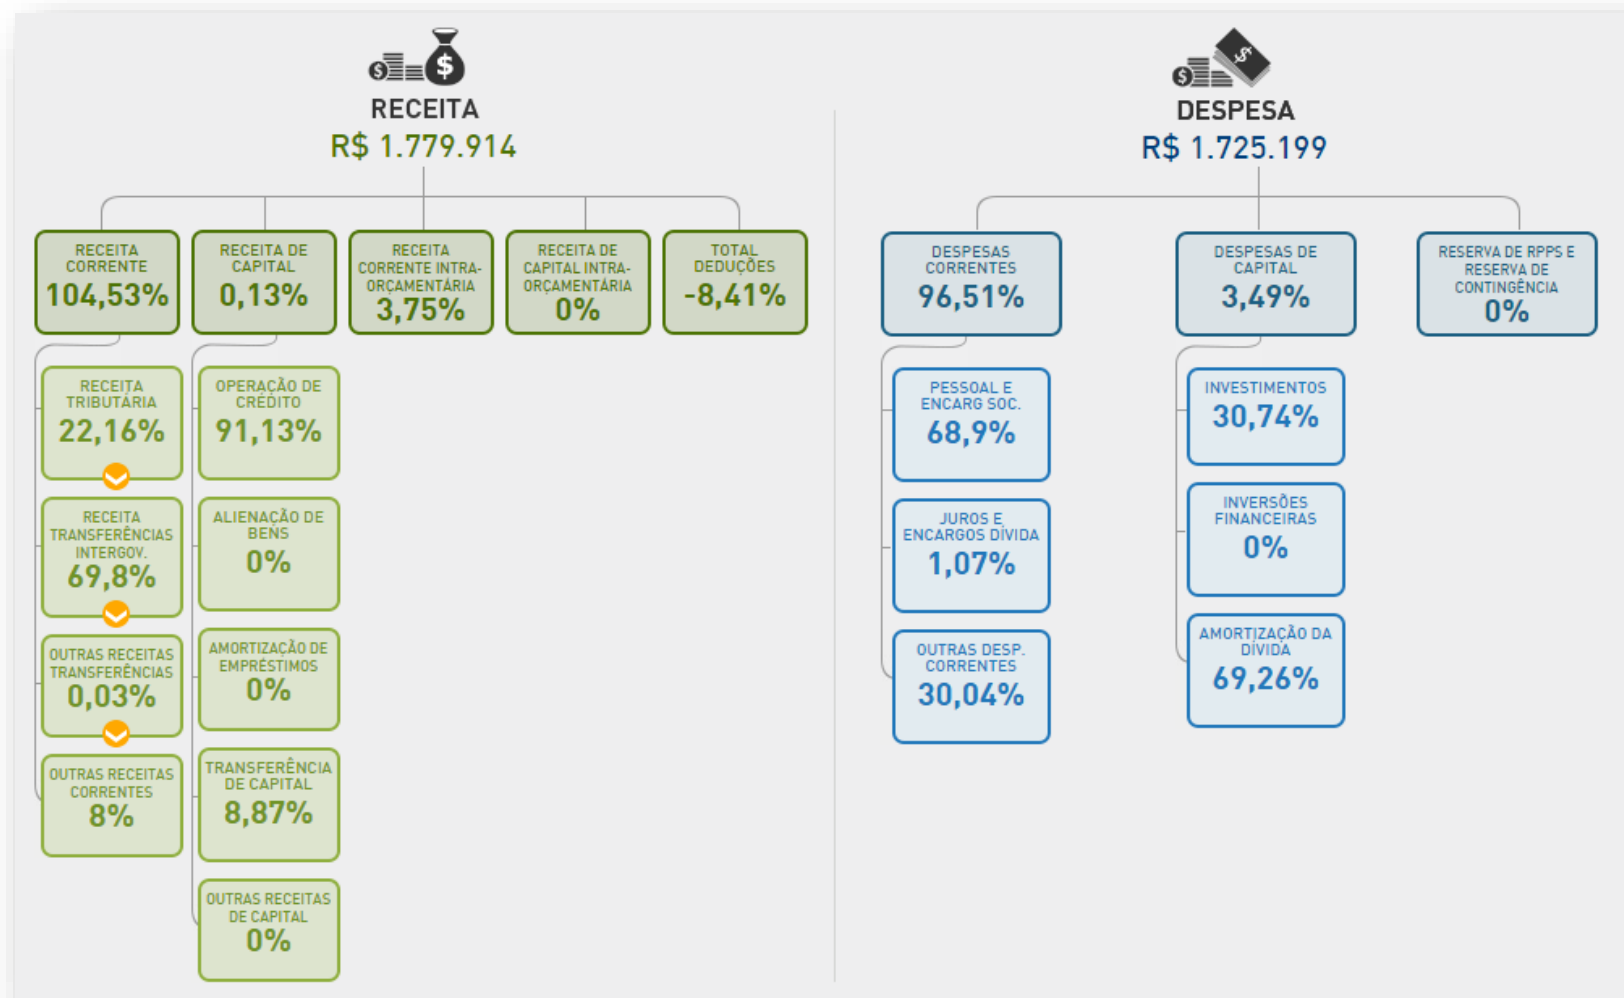 RECEITA
R$ 1.779.914
RECEITA
CORRENTE
104,53%
RECEITA DE
CAPITAL
0,13%
RECEITA
CORRENTE INTRA-
ORÇAMENTÁRIA
3,75%
RECEITA DE
CAPITAL INTRA-
ORÇAMENTÁRIA
0%
TOTAL
DEDUÇÕES
-8,41%
RECEITA
TRIBUTÁRIA
22,16%
RECEITA
TRANSFERÊNCIAS
INTERGOV.
69,8%
OUTRAS RECEITAS
TRANSFERÊNCIAS
0,03%
OUTRAS RECEITAS
CORRENTES
8%
OPERAÇÃO DE
CRÉDITO
91,13%
ALIENAÇÃO DE
BENS
0%
AMORTIZAÇÃO DE
EMPRÉSTIMOS
0%
TRANSFERÊNCIA
DE CAPITAL
8,87%
OUTRAS RECEITAS
DE CAPITAL
0%
DESPESA
R$ 1.725.199
DESPESAS
CORRENTES
96,51%
DESPESAS DE
CAPITAL
3,49%
RESERVA DE RPPS E
RESERVA DE
CONTINGÊNCIA
0%
PESSOAL E
ENCARG SOC.
68,9%
JUROS E
ENCARGOS DÍVIDA
1,07%
OUTRAS DESP.
CORRENTES
30,04%
INVESTIMENTOS
30,74%
INVERSÕES
FINANCEIRAS
0%
AMORTIZAÇÃO DA
DÍVIDA
69,26%